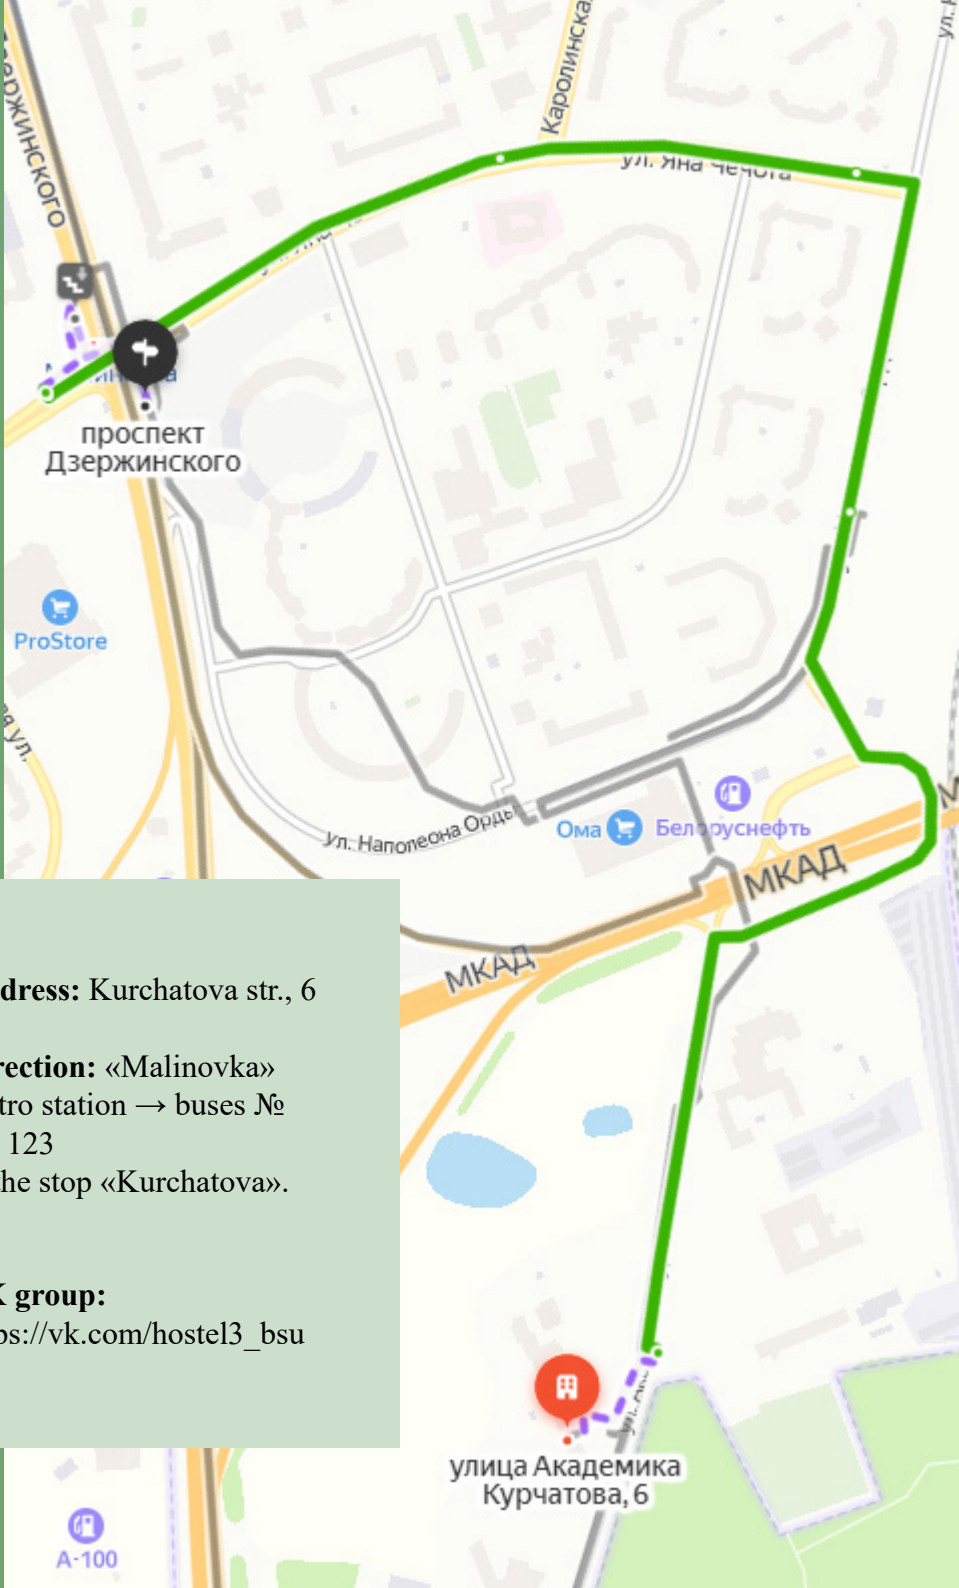 Каролинская
ул. Яна Чечота
проспект
Дзержинского
ProStore
ул. Наполеона Орды
Ома
Белоруснефть
МКАД
МКАД
dress: Kurchatova str., 6
rection: «Malinovka»
tro station → buses №
123
he stop «Kurchatova».
K group:
ps://vk.com/hostel3_bsu
улица Академика
Курчатова, 6
А-100